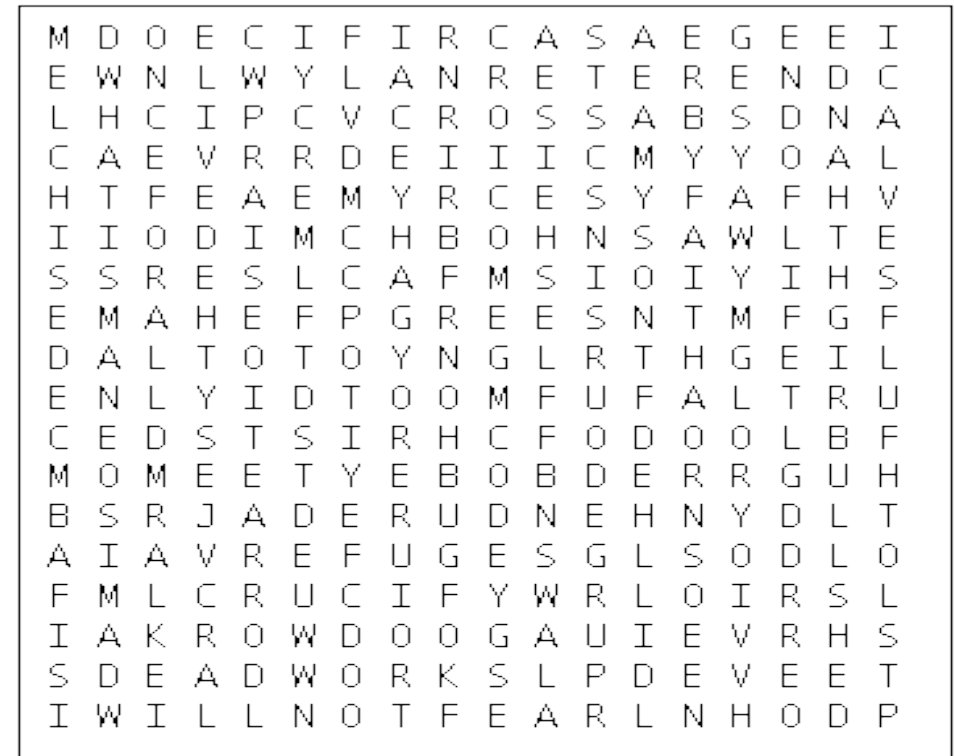 M D O E C I F I R C A S A E G E E I
E W N L W Y L A N R E T E R E N D C
L H C I P C V C R O S S A B S D N A
C A E V R R D E I I I C M Y Y O A L
H T F E A E M Y R C E S Y F A F H V
I I O D I M C H B O H N S A W L T E
S S R E S L C A F M S I O I Y I H S
E M A H E F P G R E E S N T M F G F
D A L T O T O Y N G L R T H G E I L
E N L Y I D T O O M F U F A L T R U
C E D S T S I R H C F O D O O L B F
M O M E E T Y E B O B D E R R G U H
B S R J A D E R U D N E H N Y D L T
A I A V R E F U G E S G L S O D L O
F M L C R U C I F Y W R L O I R S L
I A K R O W D O O G A U I E V R H S
S D E A D W O R K S L P D E V E E T
I W I L L N O T F E A R L N H O D P